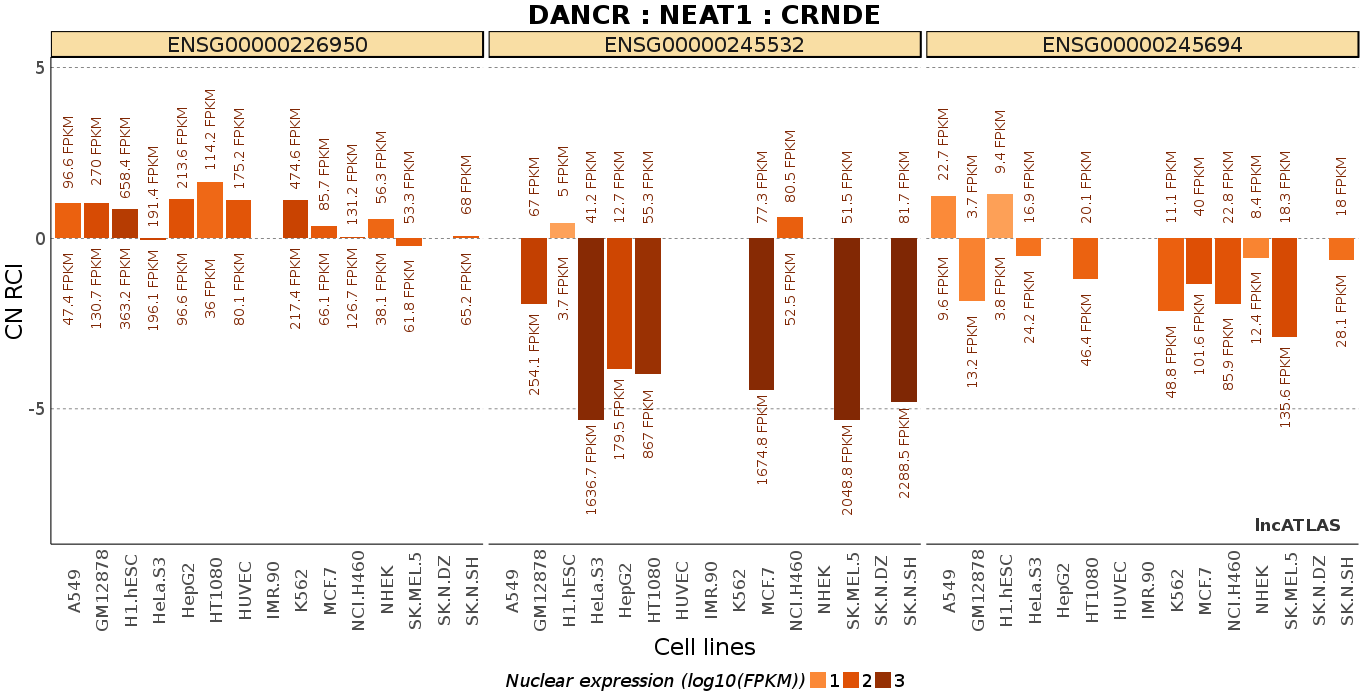 DANCR : NEAT1 : CRNDE
ENSG00000226950 ENSG00000245532 ENSG00000245694
CN RCI
5
0
-5
96.6 FPKM
270 FPKM
658.4 FPKM
191.4 FPKM
213.6 FPKM
114.2 FPKM
175.2 FPKM
474.6 FPKM
85.7 FPKM
131.2 FPKM
56.3 FPKM
53.3 FPKM
68 FPKM
47.4 FPKM
130.7 FPKM
363.2 FPKM
196.1 FPKM
96.6 FPKM
36 FPKM
80.1 FPKM
217.4 FPKM
66.1 FPKM
126.7 FPKM
38.1 FPKM
61.8 FPKM
65.2 FPKM
67 FPKM
5 FPKM
41.2 FPKM
12.7 FPKM
55.3 FPKM
77.3 FPKM
80.5 FPKM
51.5 FPKM
81.7 FPKM
254.1 FPKM
3.7 FPKM
1636.7 FPKM
179.5 FPKM
867 FPKM
1674.8 FPKM
52.5 FPKM
2048.8 FPKM
2288.5 FPKM
22.7 FPKM
3.7 FPKM
9.4 FPKM
16.9 FPKM
20.1 FPKM
11.1 FPKM
40 FPKM
22.8 FPKM
8.4 FPKM
18.3 FPKM
18 FPKM
9.6 FPKM
13.2 FPKM
3.8 FPKM
24.2 FPKM
46.4 FPKM
48.8 FPKM
101.6 FPKM
85.9 FPKM
12.4 FPKM
135.6 FPKM
28.1 FPKM
lncATLAS
A549
GM12878
H1.hESC
HeLa.S3
HepG2
HT1080
HUVEC
IMR.90
K562
MCF.7
NCI.H460
NHEK
SK.MEL.5
SK.N.DZ
SK.N.SH
A549
GM12878
H1.hESC
HeLa.S3
HepG2
HT1080
HUVEC
IMR.90
K562
MCF.7
NCI.H460
NHEK
SK.MEL.5
SK.N.DZ
SK.N.SH
A549
GM12878
H1.hESC
HeLa.S3
HepG2
HT1080
HUVEC
IMR.90
K562
MCF.7
NCI.H460
NHEK
SK.MEL.5
SK.N.DZ
SK.N.SH
Cell lines
Nuclear expression (log10(FPKM)) 1 2 3